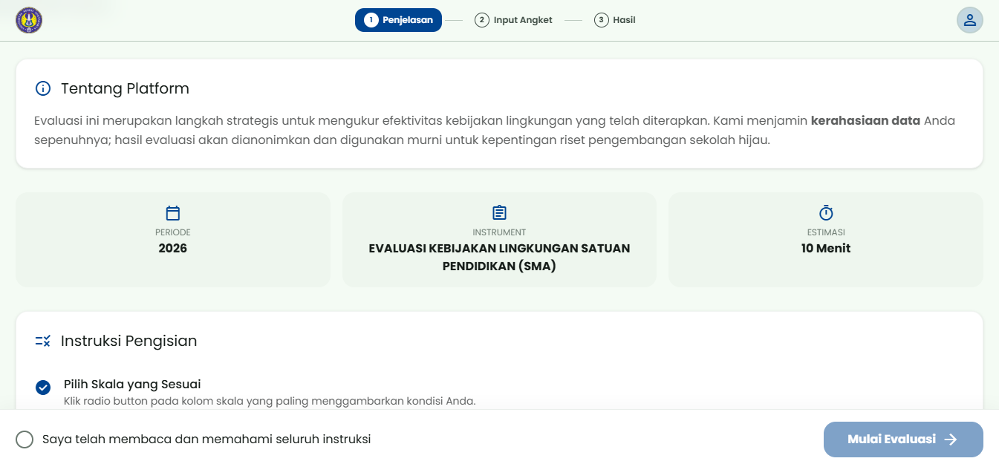 1 Penjelasan
2 Input Angket
3 Hasil
Tentang Platform
Evaluasi ini merupakan langkah strategis untuk mengukur efektivitas kebijakan lingkungan yang telah diterapkan. Kami menjamin kerahasiaan data Anda
sepenuhnya; hasil evaluasi akan dianonimkan dan digunakan murni untuk kepentingan riset pengembangan sekolah hijau.
PERIODE
2026
INSTRUMENT
EVALUASI KEBIJAKAN LINGKUNGAN SATUAN
PENDIDIKAN (SMA)
ESTIMASI
10 Menit
Instruksi Pengisian
Pilih Skala yang Sesuai
Klik radio button pada kolom skala yang paling menggambarkan kondisi Anda.
Saya telah membaca dan memahami seluruh instruksi
Mulai Evaluasi